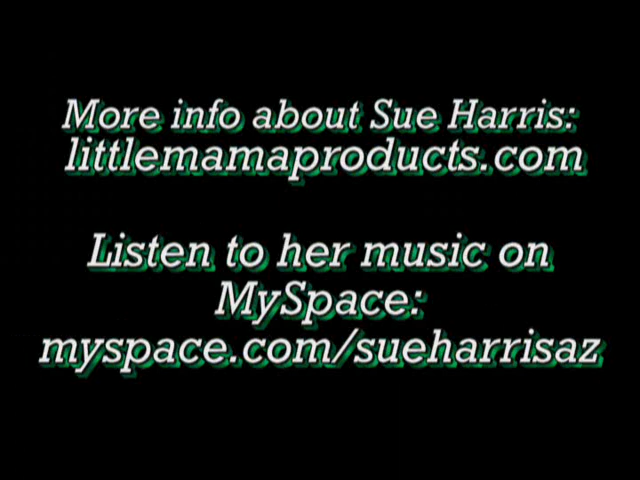 More info about Sue Harris:
littlemamaproducts.com
Listen to her music on
MySpace:
myspace.com/sueharrisaz